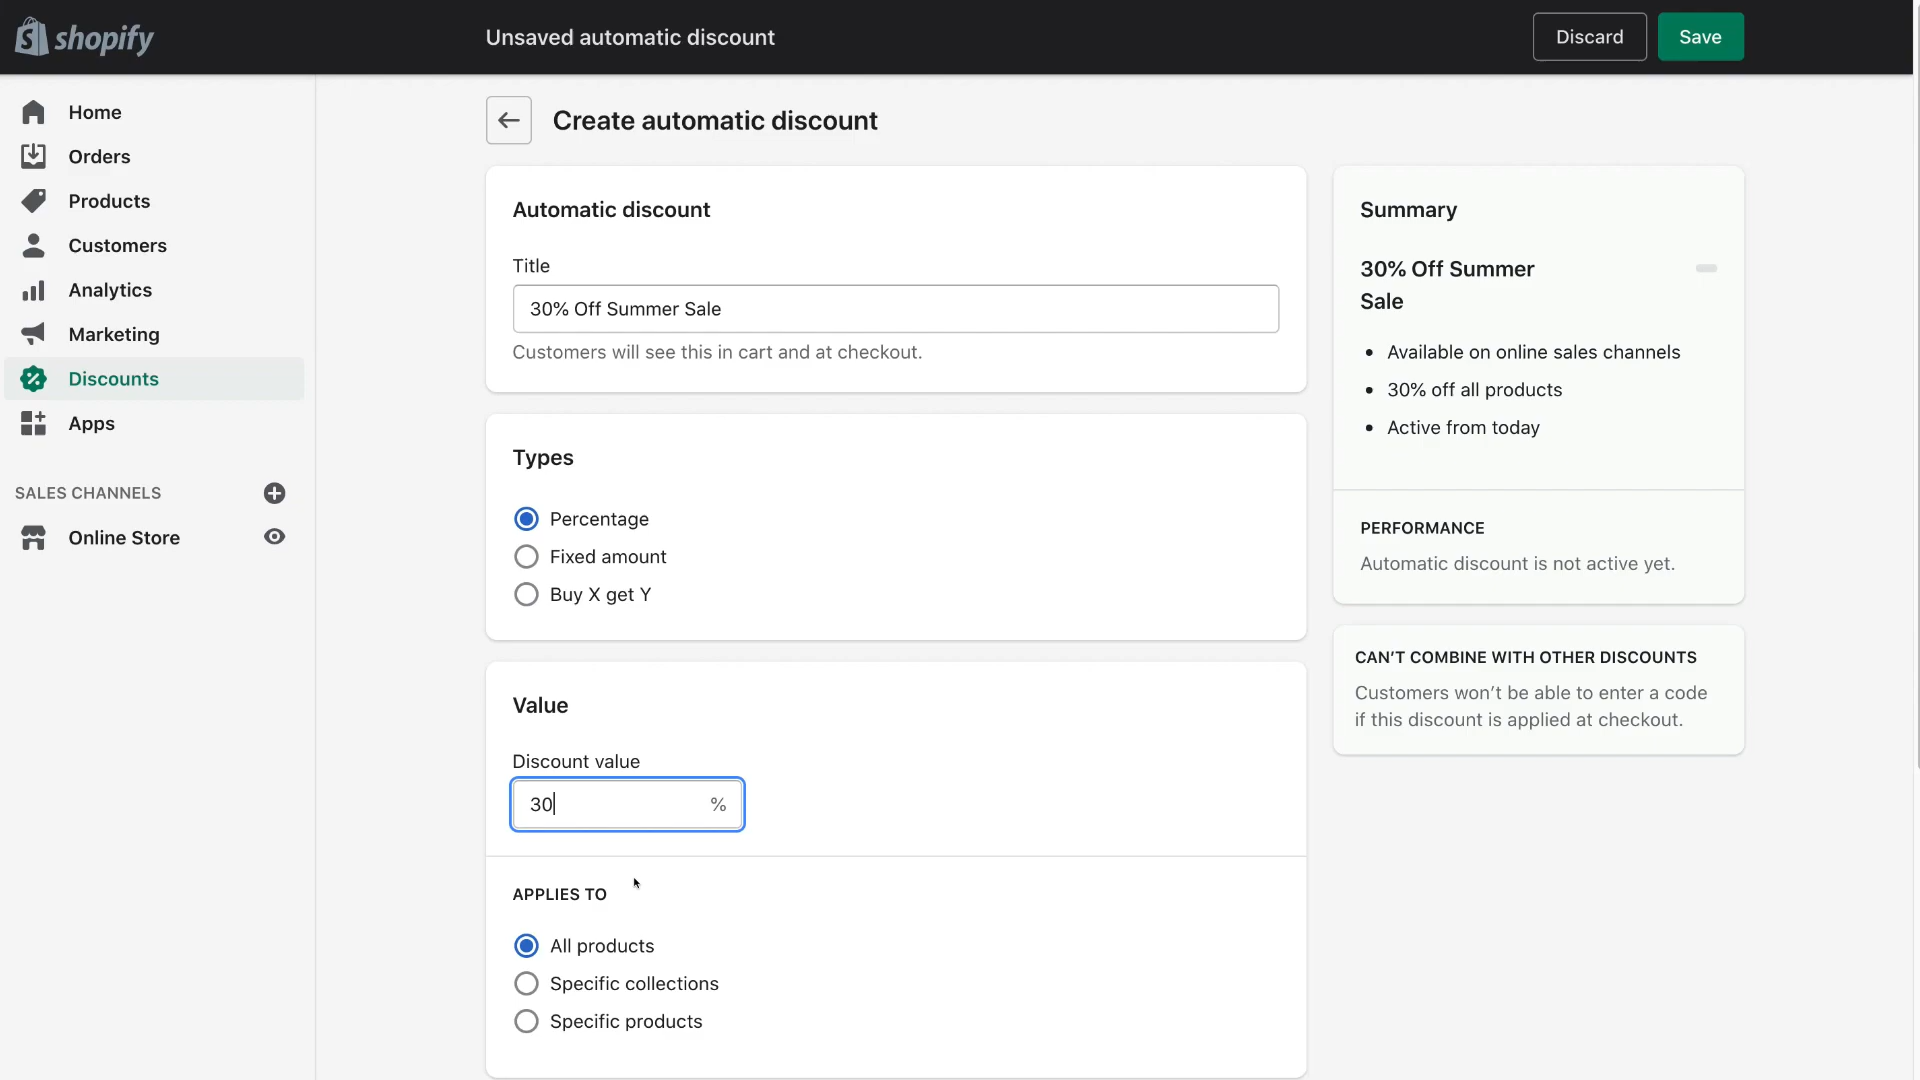 shopify
Unsaved automatic discount
Discard
Save
Home
Orders
Products
Customers
Analytics
Marketing
Discounts
Apps
SALES CHANNELS
Online Store
Create automatic discount
Automatic discount
Title
30% Off Summer Sale
Customers will see this in cart and at checkout.
Types
Percentage
Fixed amount
Buy X get Y
Value
Discount value
30 %
APPLIES TO
All products
Specific collections
Specific products
Summary
30% Off Summer
Sale
• Available on online sales channels
• 30% off all products
• Active from today
PERFORMANCE
Automatic discount is not active yet.
CAN’T COMBINE WITH OTHER DISCOUNTS
Customers won’t be able to enter a code
if this discount is applied at checkout.